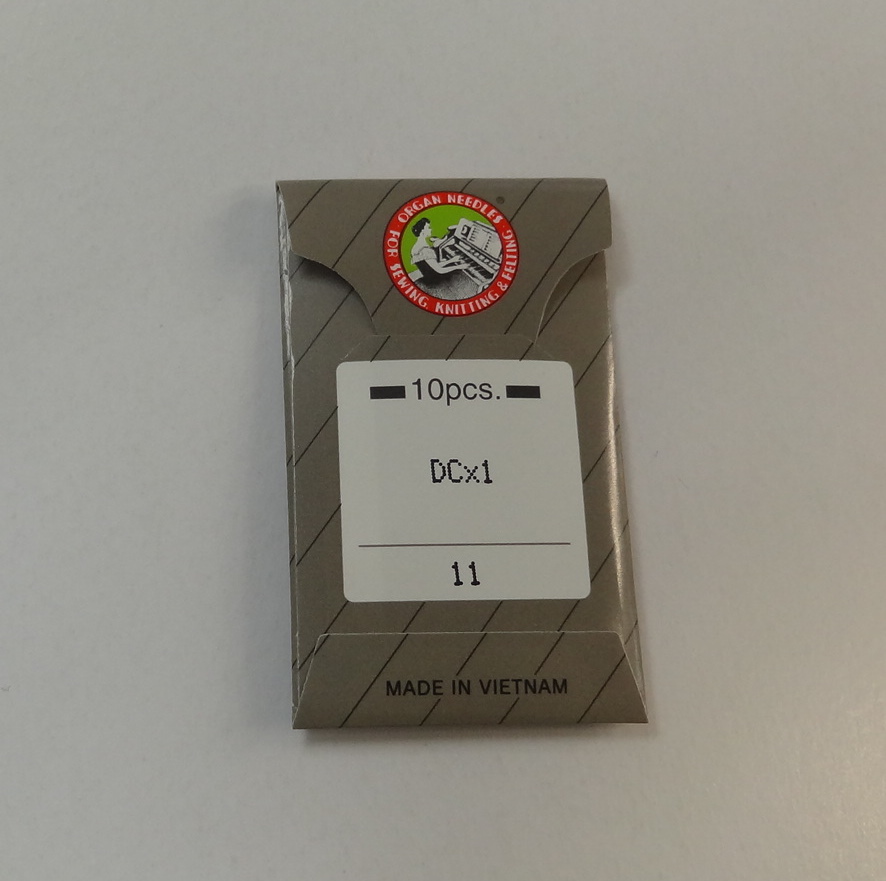 ORGAN NEEDLES
FOR SEWING, KNITTING & FELTING
®
10pcs.
DCx1
11
MADE IN VIETNAM